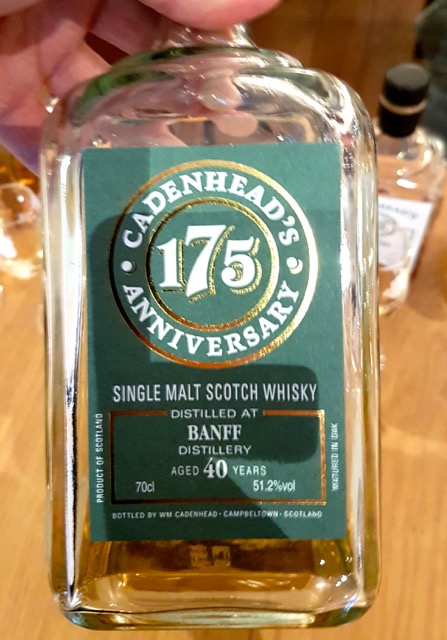 CADENHEAD'S
175
ANNIVERSARY
SINGLE MALT SCOTCH WHISKY
DISTILLED AT
BANFF
DISTILLERY
AGED 40 YEARS
70cl 51.2%vol
BOTTLED BY WM CADENHEAD · CAMPBELTOWN · SCOTLAND
PRODUCT OF SCOTLAND
MATURED IN OAK